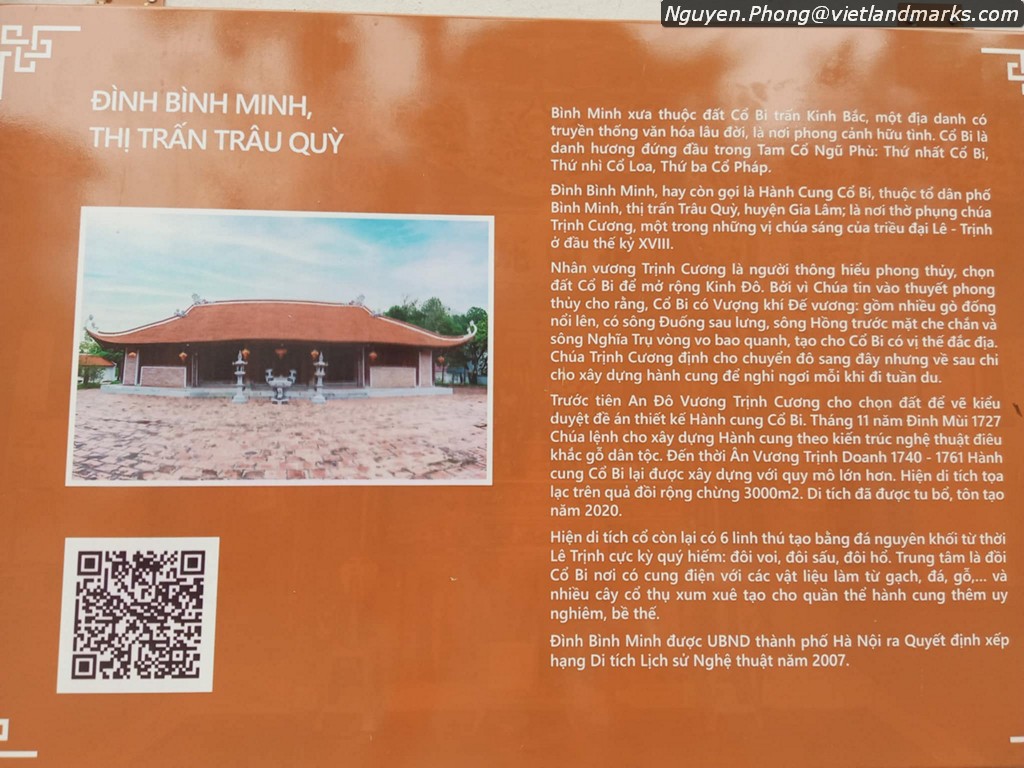 Nguyen.Phong@vietlandmarks.com
ĐÌNH BÌNH MINH,
THỊ TRẤN TRÂU QUỲ
Bình Minh xưa thuộc đất Cổ Bi trấn Kinh Bắc, một địa danh có
truyền thống văn hóa lâu đời, là nơi phong cảnh hữu tình. Cổ Bi là
danh hương đứng đầu trong Tam Cổ Ngũ Phù: Thứ nhất Cổ Bi,
Thứ nhì Cổ Loa, Thứ ba Cổ Pháp.
Đình Bình Minh, hay còn gọi là Hành Cung Cổ Bi, thuộc tổ dân phố
Bình Minh, thị trấn Trâu Quỳ, huyện Gia Lâm; là nơi thờ phụng chúa
Trịnh Cương, một trong những vị chúa sáng của triều đại Lê - Trịnh
ở đầu thế kỷ XVIII.
Nhân vương Trịnh Cương là người thông hiểu phong thủy, chọn
đất Cổ Bi để mở rộng Kinh Đô. Bởi vì Chúa tin vào thuyết phong
thủy cho rằng, Cổ Bi có Vượng khí Đế vương: gồm nhiều gò đống
nổi lên, có sông Đuống sau lưng, sông Hồng trước mặt che chắn và
sông Nghĩa Trụ vòng vo bao quanh, tạo cho Cổ Bi có vị thế đắc địa.
Chúa Trịnh Cương định cho chuyển đô sang đây nhưng về sau chỉ
cho xây dựng hành cung để nghỉ ngơi mỗi khi đi tuần du.
Trước tiên An Đô Vương Trịnh Cương cho chọn đất để vẽ kiểu
duyệt đề án thiết kế Hành cung Cổ Bi. Tháng 11 năm Đinh Mùi 1727
Chúa lệnh cho xây dựng Hành cung theo kiến trúc nghệ thuật điêu
khắc gỗ dân tộc. Đến thời Ân Vương Trịnh Doanh 1740 - 1761 Hành
cung Cổ Bi lại được xây dựng với quy mô lớn hơn. Hiện di tích tọa
lạc trên quả đồi rộng chừng 3000m2. Di tích đã được tu bổ, tôn tạo
năm 2020.
Hiện di tích cổ còn lại có 6 linh thú tạo bằng đá nguyên khối từ thời
Lê Trịnh cực kỳ quý hiếm: đôi voi, đôi sấu, đôi hổ. Trung tâm là đồi
Cổ Bi nơi có cung điện với các vật liệu làm từ gạch, đá, gỗ,... và
nhiều cây cổ thụ xum xuê tạo cho quần thể hành cung thêm uy
nghiêm, bề thế.
Đình Bình Minh được UBND thành phố Hà Nội ra Quyết định xếp
hạng Di tích Lịch sử Nghệ thuật năm 2007.